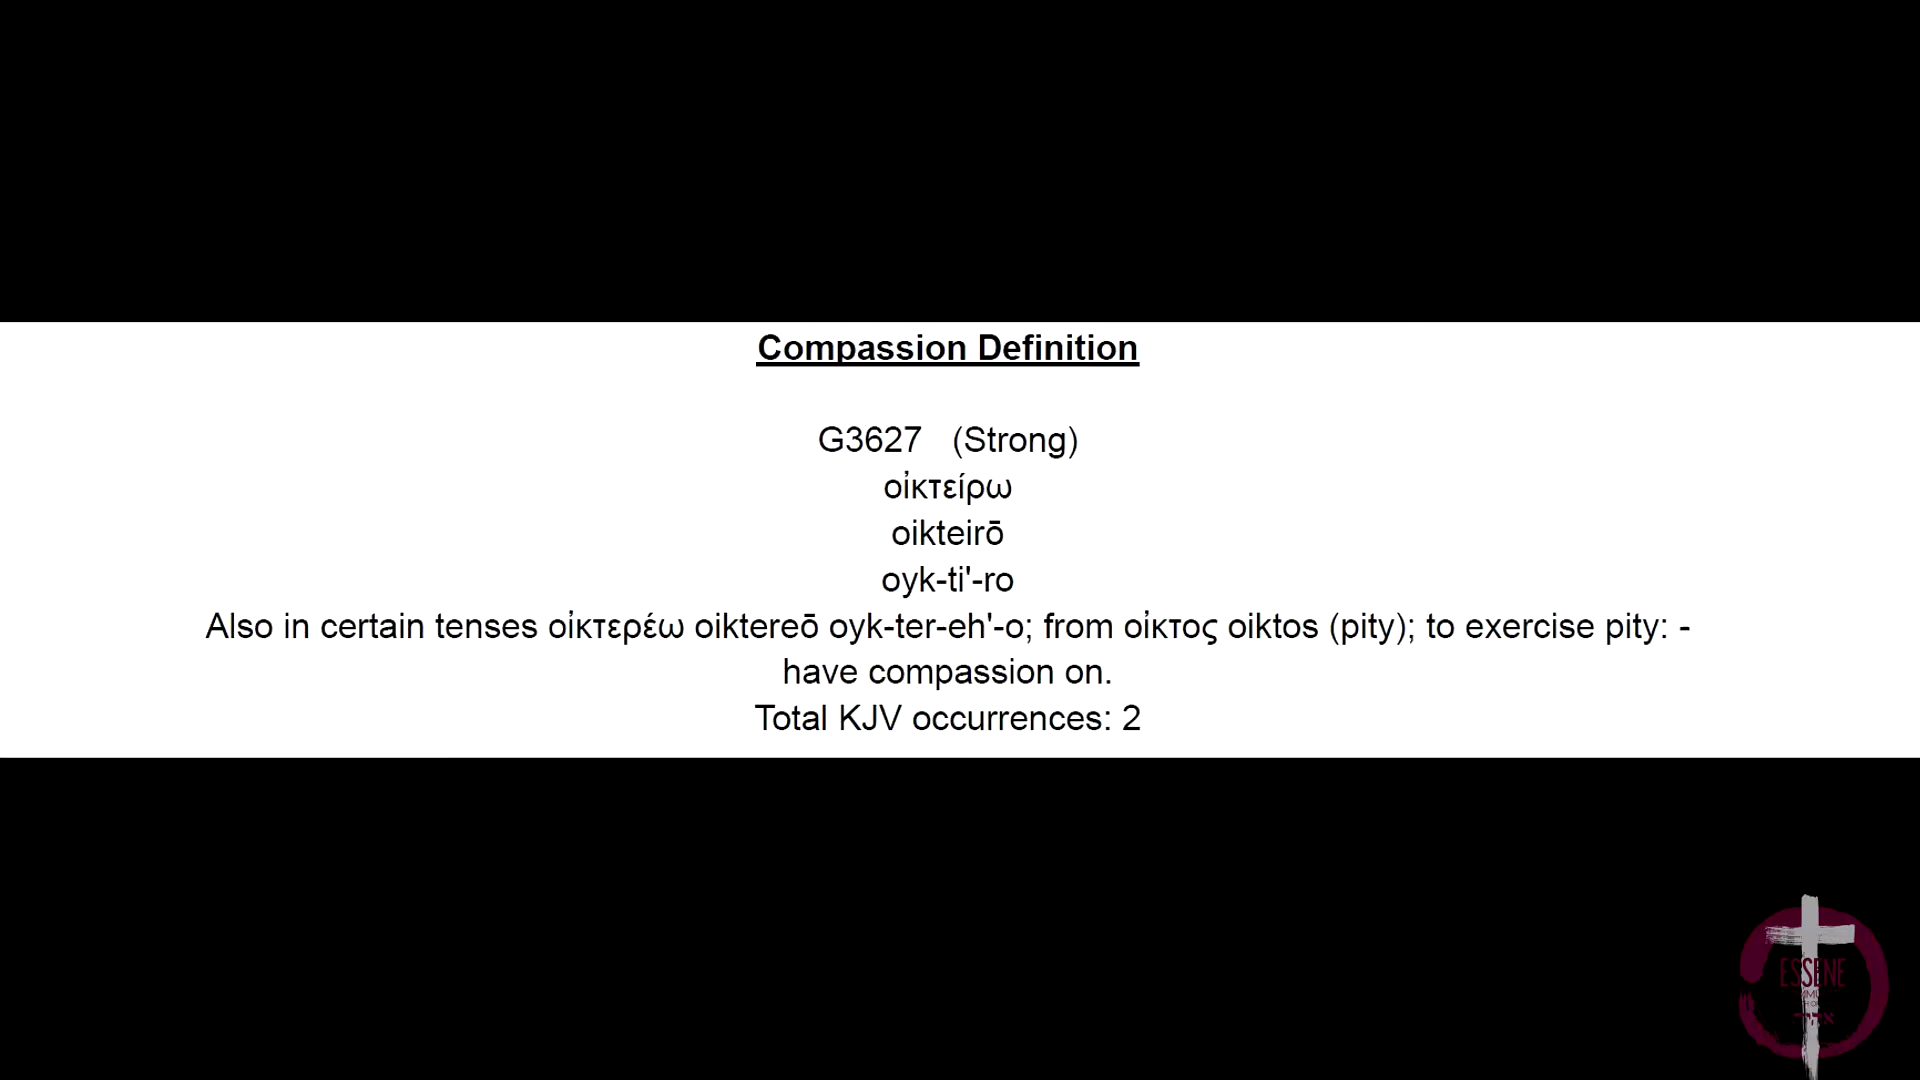 Compassion Definition
G3627 (Strong)
οἰκτείρω
oikteirō
oyk-ti'-ro
Also in certain tenses οἰκτερέω oiktereō oyk-ter-eh'-o; from οἰκτος oiktos (pity); to exercise pity: -
have compassion on.
Total KJV occurrences: 2
ESSENE